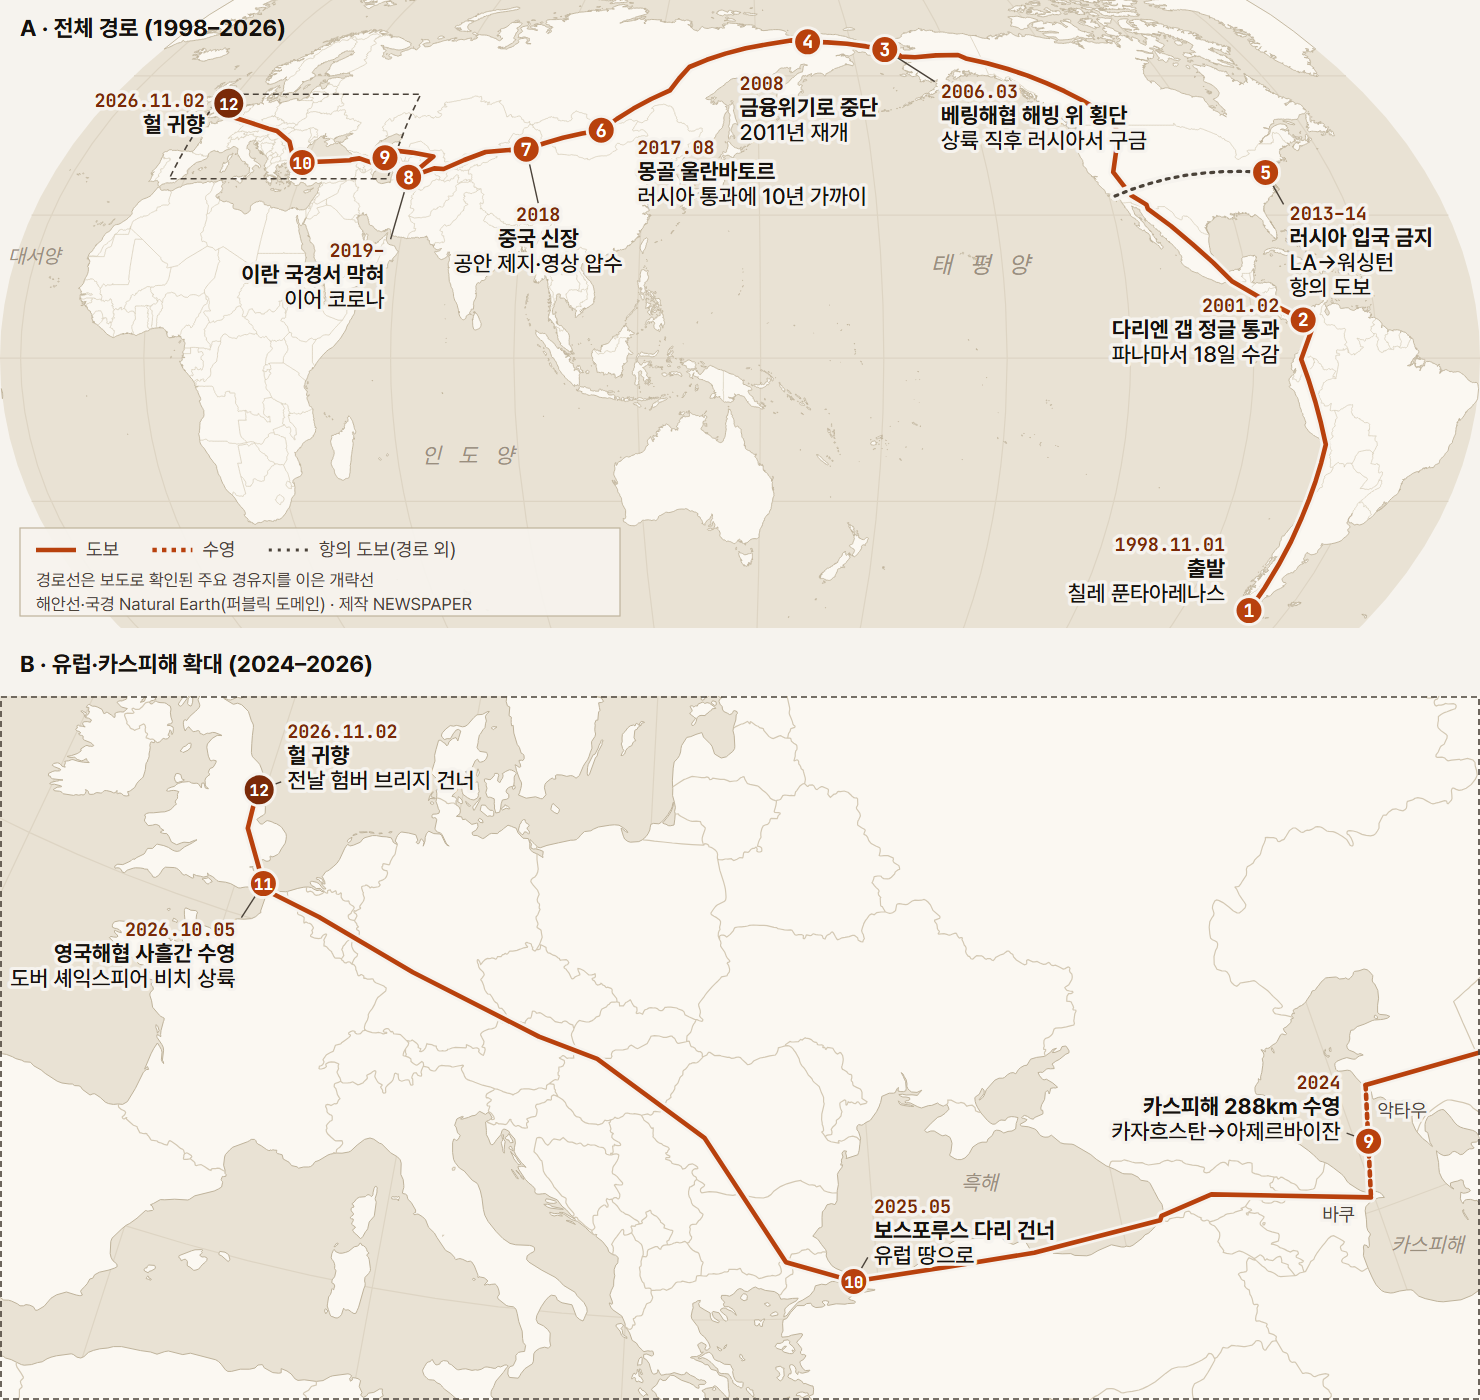 A · 전체 경로 (1998–2026)
2026.11.02
헐 귀향
12
10
9
8
7
6
4
3
5
2
1
2008
금융위기로 중단
2011년 재개
2006.03
베링해협 해빙 위 횡단
상륙 직후 러시아서 구금
2017.08
몽골 울란바토르
러시아 통과에 10년 가까이
2018
중국 신장
공안 제지·영상 압수
2019–
이란 국경서 막혀
이어 코로나
2013–14
러시아 입국 금지
LA→워싱턴
항의 도보
2001.02
다리엔 갭 정글 통과
파나마서 18일 수감
1998.11.01
출발
칠레 푼타아레나스
대서양
태 평 양
인 도 양
도보
수영
항의 도보(경로 외)
경로선은 보도로 확인된 주요 경유지를 이은 개략선
해안선·국경 Natural Earth(퍼블릭 도메인) · 제작 NEWSPAPER
B · 유럽·카스피해 확대 (2024–2026)
2026.11.02
헐 귀향
전날 험버 브리지 건너
12
11
2026.10.05
영국해협 사흘간 수영
도버 셰익스피어 비치 상륙
2024
카스피해 288km 수영
카자흐스탄→아제르바이잔
악타우
9
흑해
2025.05
보스포루스 다리 건너
유럽 땅으로
10
바쿠
카스피해